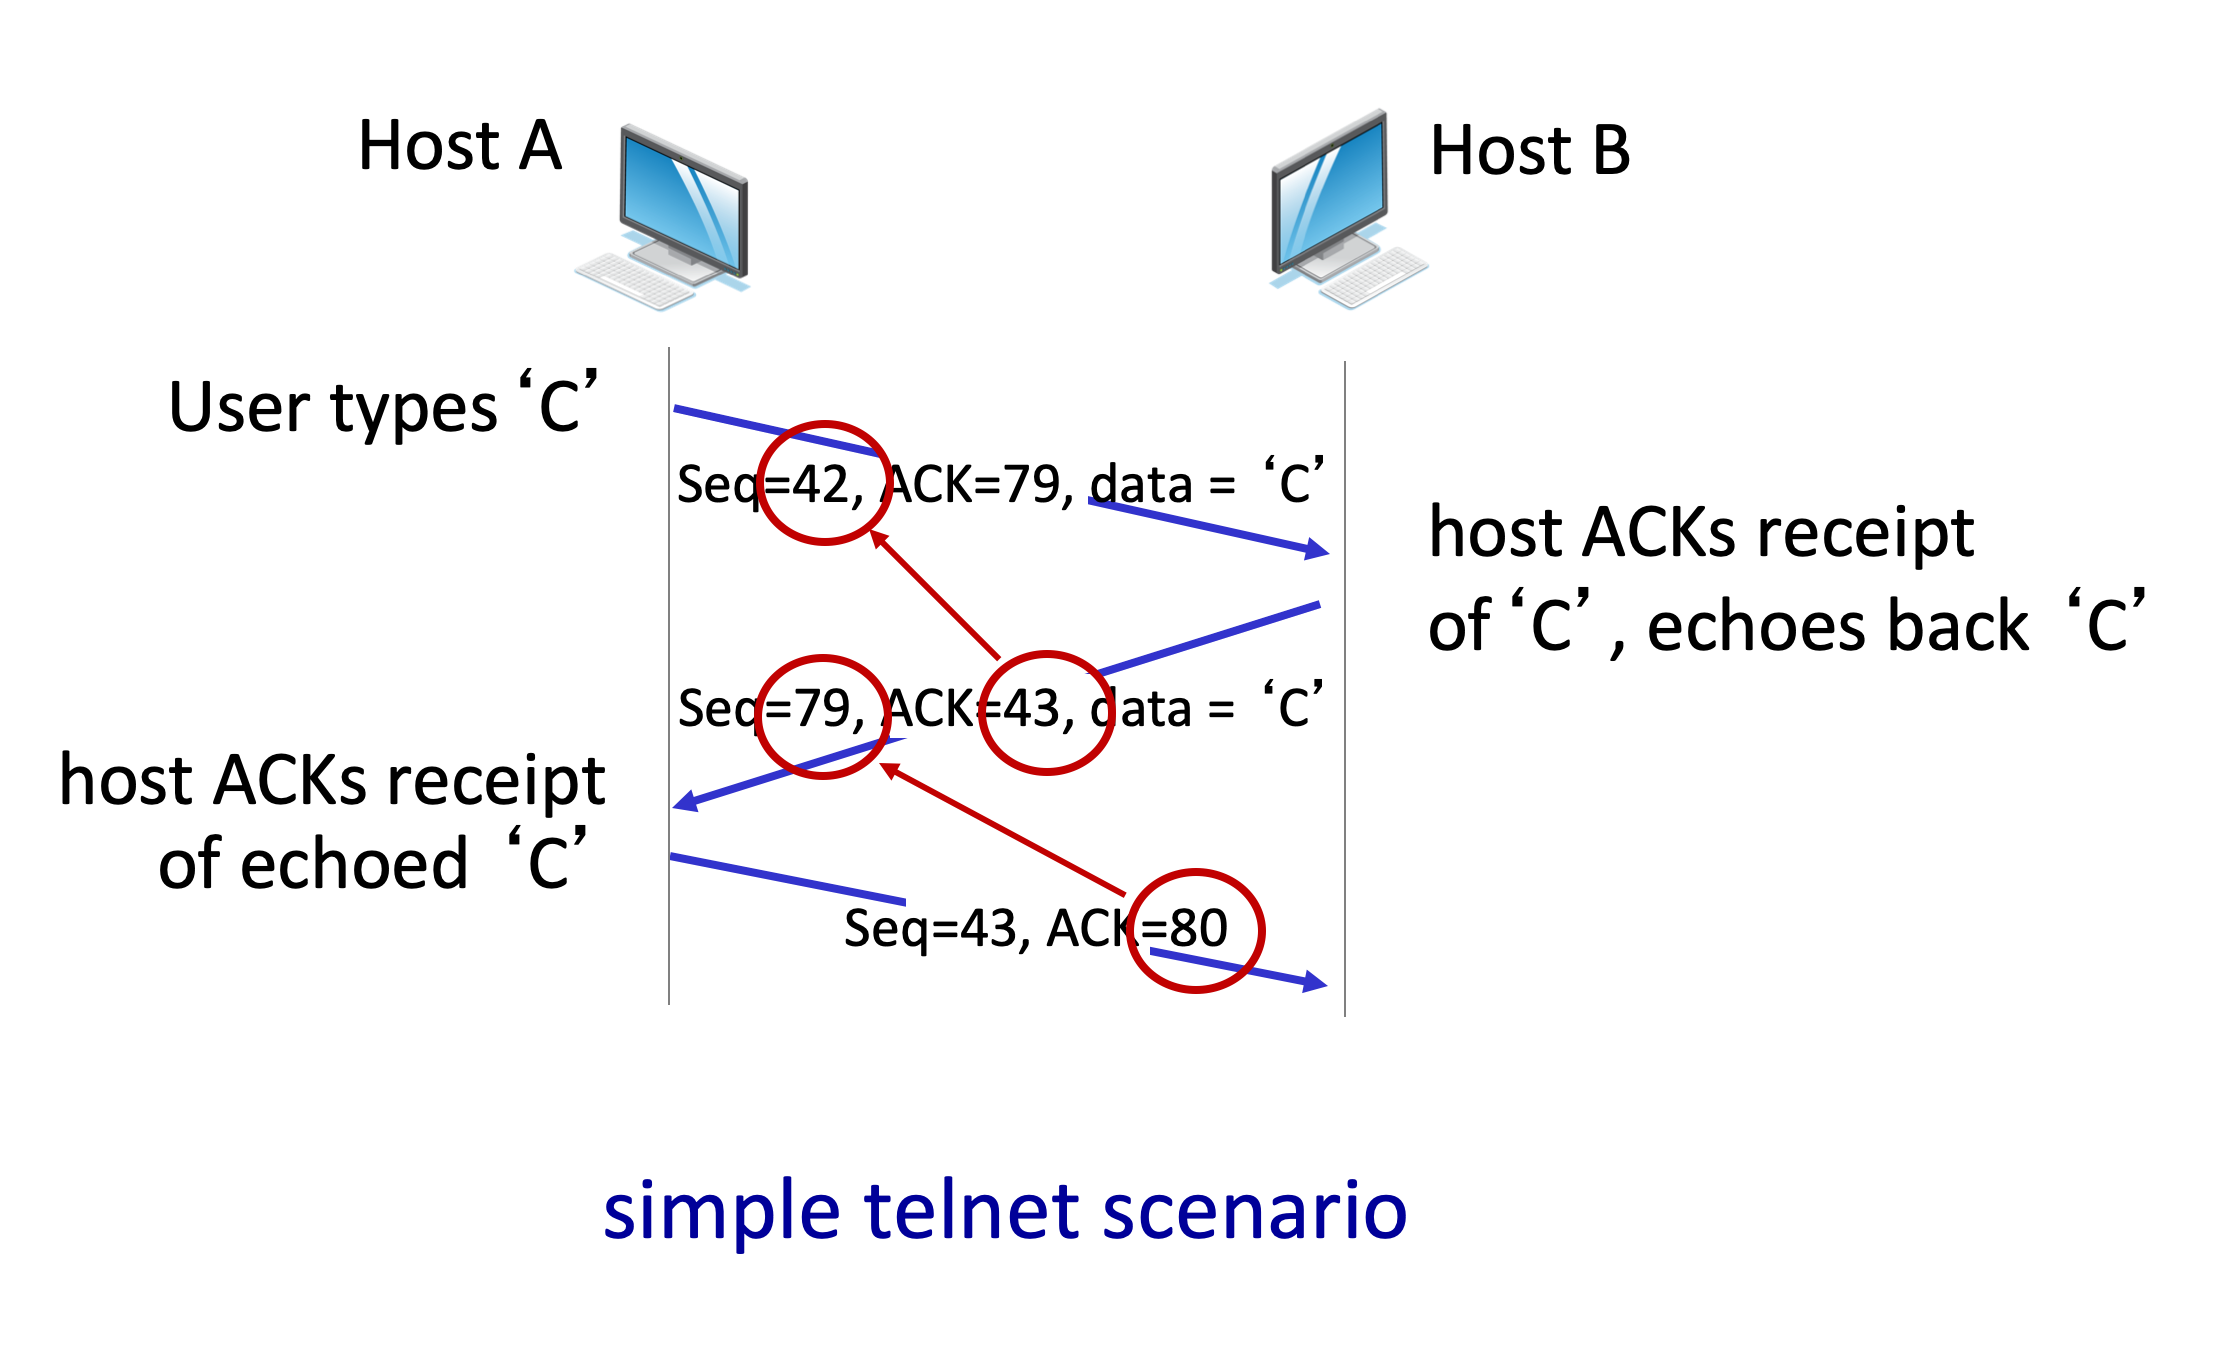 Host A
Host B
User types ‘C’
Seq=42, ACK=79, data = ‘C’
host ACKs receipt
of ‘C’, echoes back ‘C’
Seq=79, ACK=43, data = ‘C’
host ACKs receipt
of echoed ‘C’
Seq=43, ACK=80
simple telnet scenario